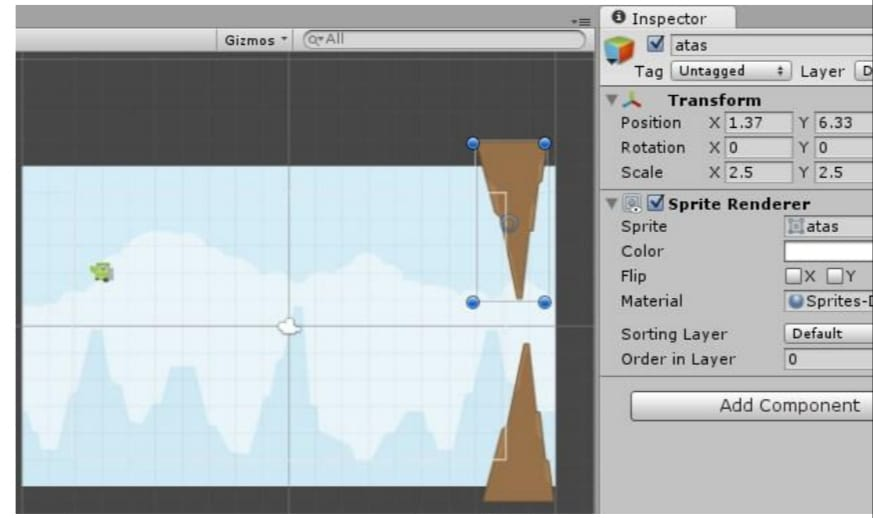 Gizmos All
Inspector
atas
Tag Untagged Layer D
Transform
Position X 1.37 Y 6.33
Rotation X 0 Y 0
Scale X 2.5 Y 2.5
Sprite Renderer
Sprite atas
Color
Flip X Y
Material Sprites-D
Sorting Layer Default
Order in Layer 0
Add Component